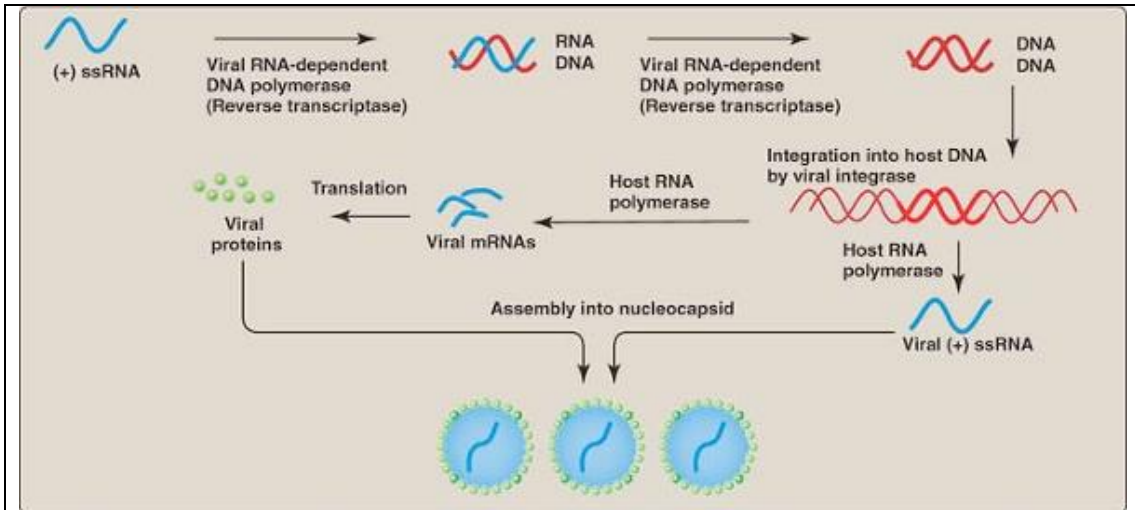 (+) ssRNA
Viral RNA-dependent
DNA polymerase
(Reverse transcriptase)
RNA
DNA
Viral RNA-dependent
DNA polymerase
(Reverse transcriptase)
DNA
DNA
Integration into host DNA
by viral integrase
Host RNA
polymerase
Viral mRNAs
Translation
Viral
proteins
Host RNA
polymerase
Viral (+) ssRNA
Assembly into nucleocapsid